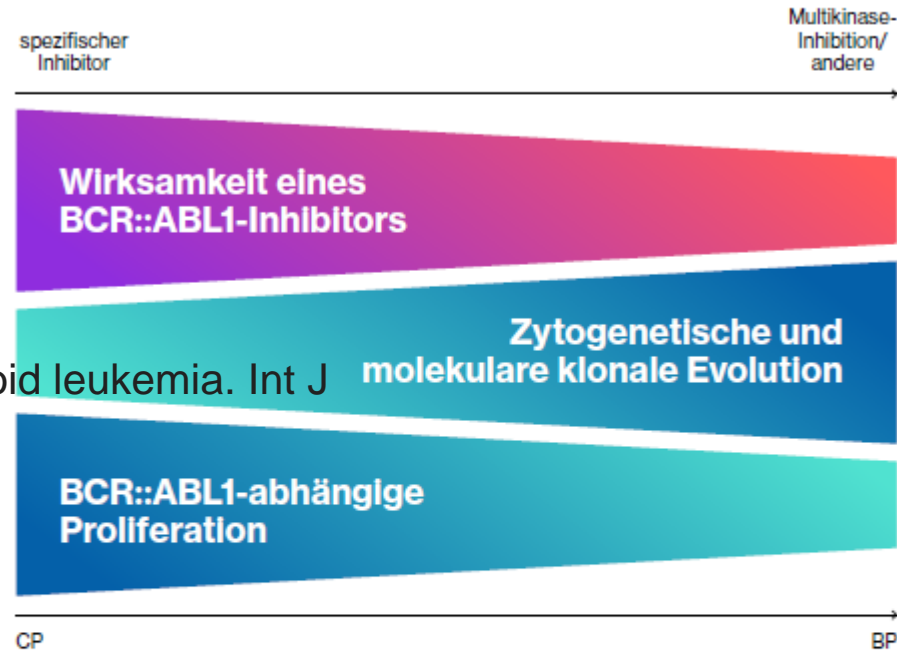 spezifischer
Inhibitor
Multikinase-
Inhibition/
andere
Wirksamkeit eines
BCR::ABL1-Inhibitors
Zytogenetische und
molekulare klonale Evolution
leukemia. Int J
BCR::ABL1-abhängige
Proliferation
CP
BP